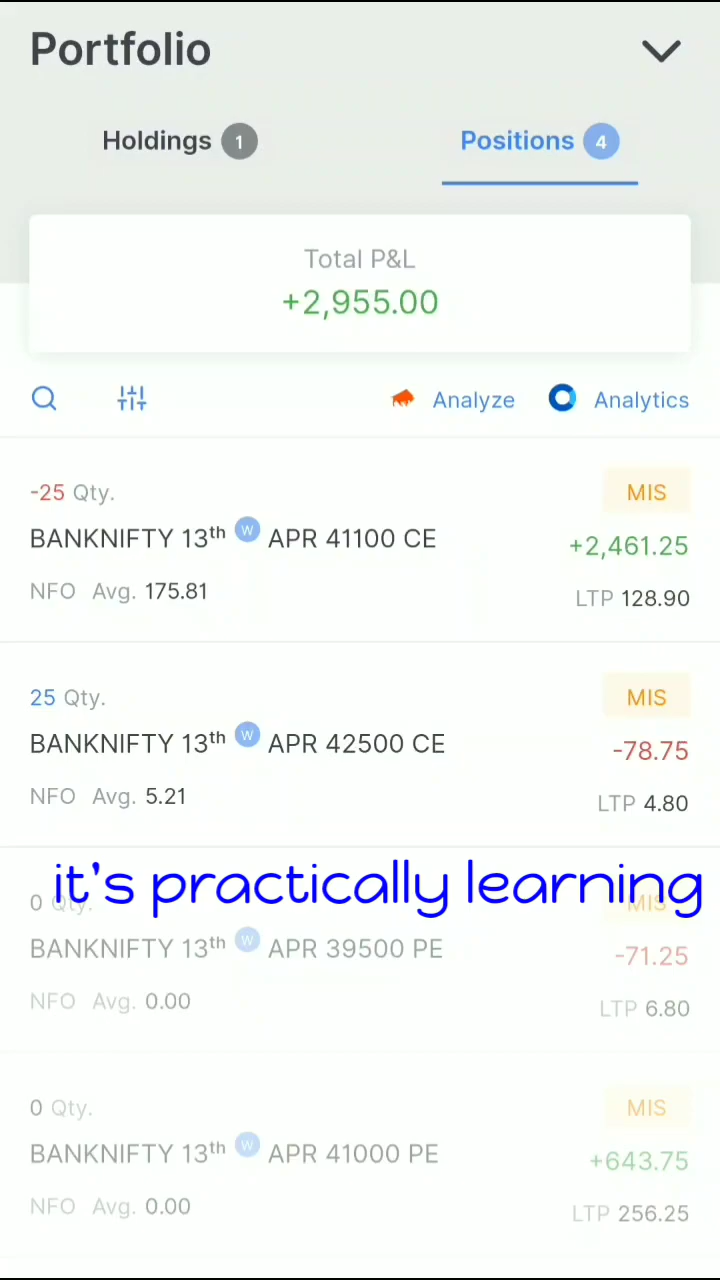 Portfolio
Holdings 1 Positions 4
Total P&L
+2,955.00
Analyze Analytics
-25 Qty. MIS
BANKNIFTY 13th W APR 41100 CE +2,461.25
NFO Avg. 175.81 LTP 128.90
25 Qty. MIS
BANKNIFTY 13th W APR 42500 CE -78.75
NFO Avg. 5.21 LTP 4.80
it's practically learning
0 Qty. MIS
BANKNIFTY 13th W APR 39500 PE -71.25
NFO Avg. 0.00 LTP 6.80
0 Qty. MIS
BANKNIFTY 13th W APR 41000 PE +643.75
NFO Avg. 0.00 LTP 256.25